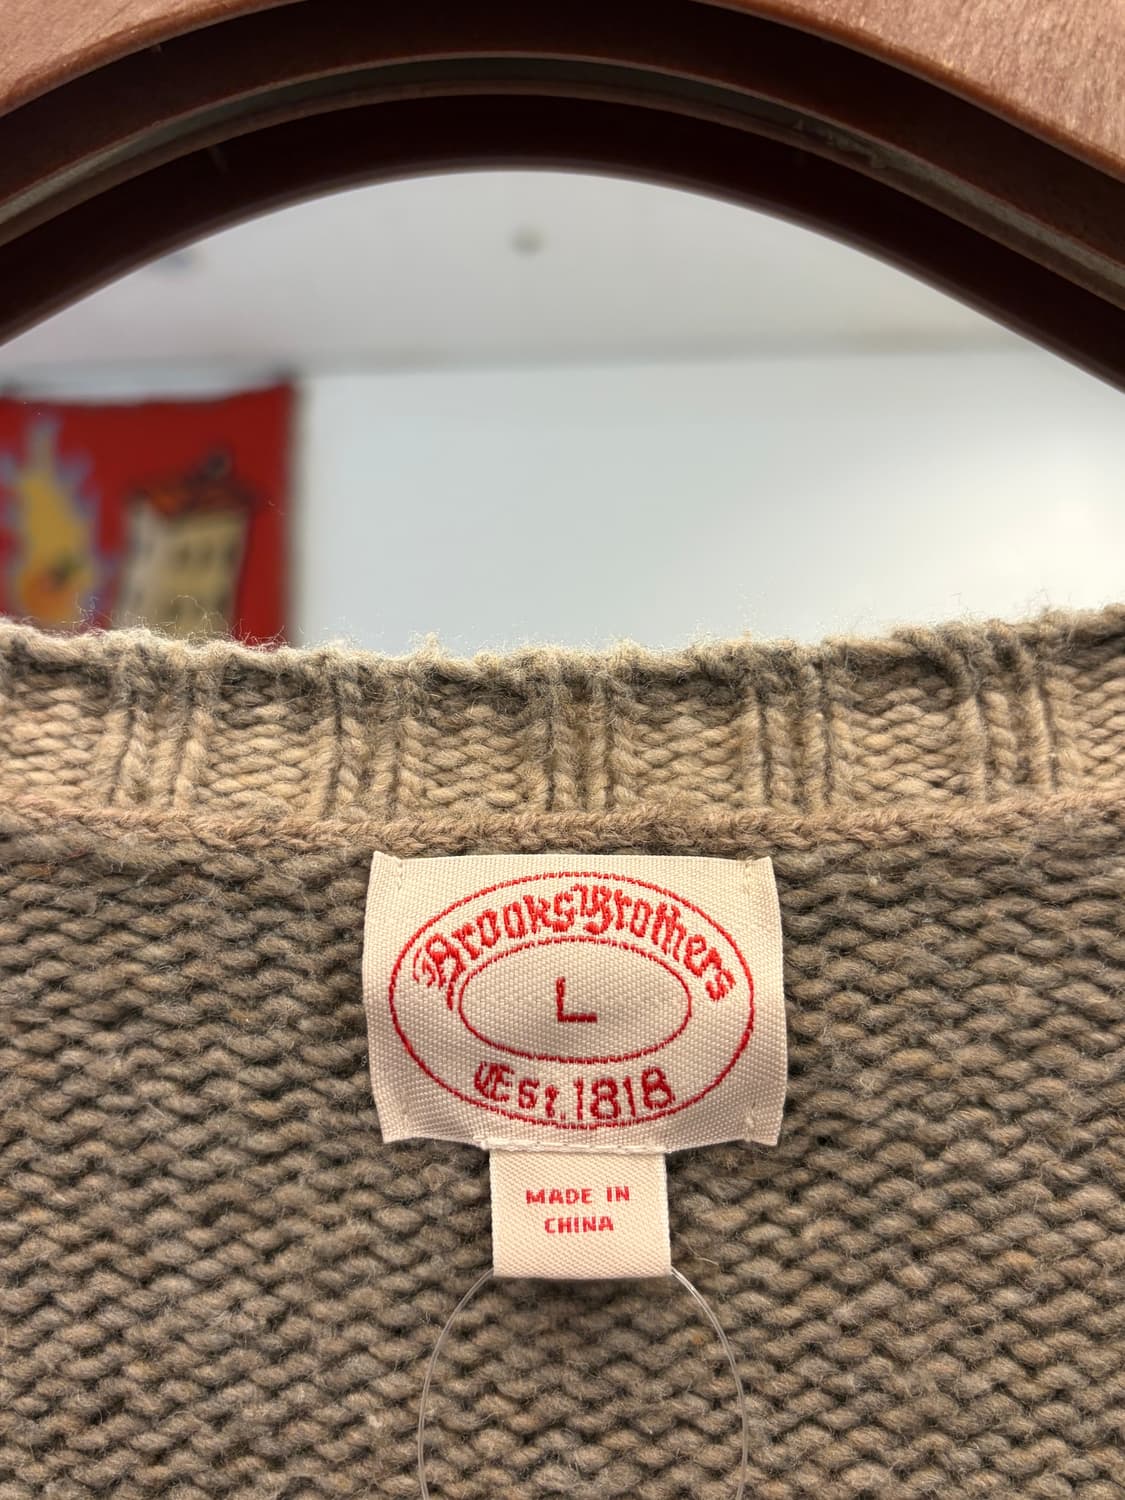 Brooks Brothers
L
Est. 1818
MADE IN
CHINA